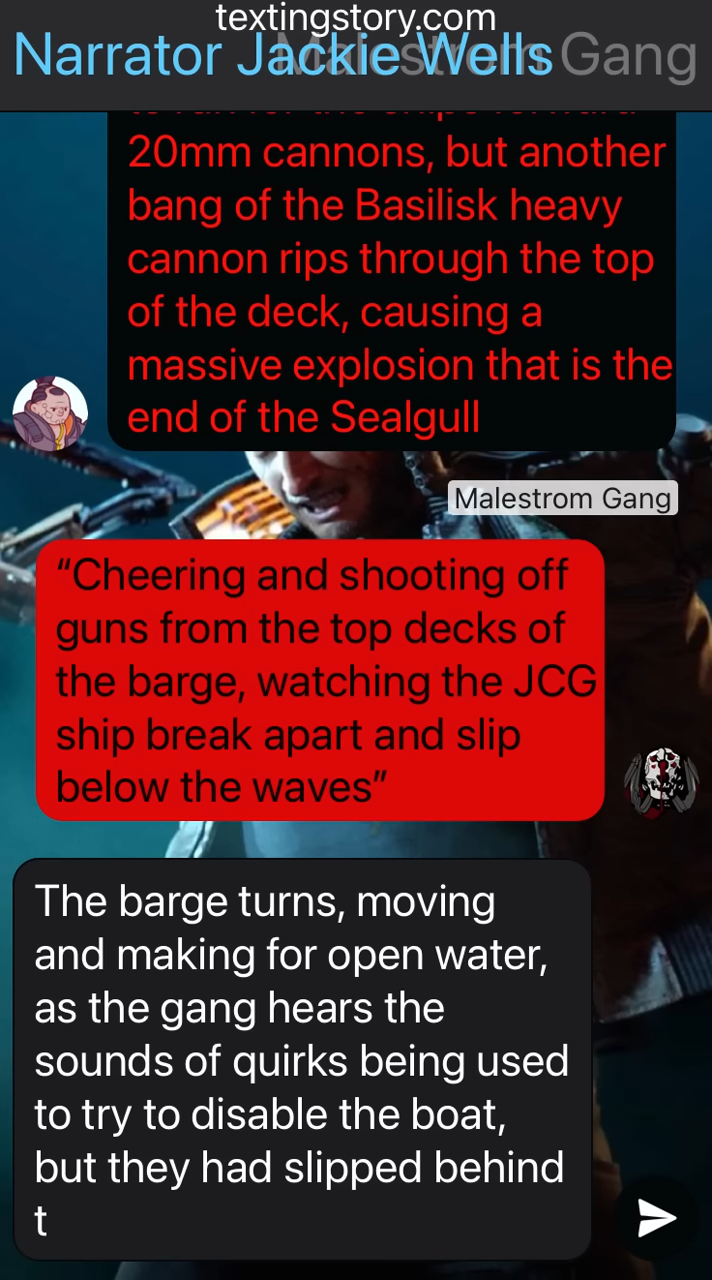 textingstory.com
Narrator Jackie Wells
Malestrom Gang
20mm cannons, but another
bang of the Basilisk heavy
cannon rips through the top
of the deck, causing a
massive explosion that is the
end of the Sealgull
Malestrom Gang
“Cheering and shooting off
guns from the top decks of
the barge, watching the JCG
ship break apart and slip
below the waves”
The barge turns, moving
and making for open water,
as the gang hears the
sounds of quirks being used
to try to disable the boat,
but they had slipped behind
t